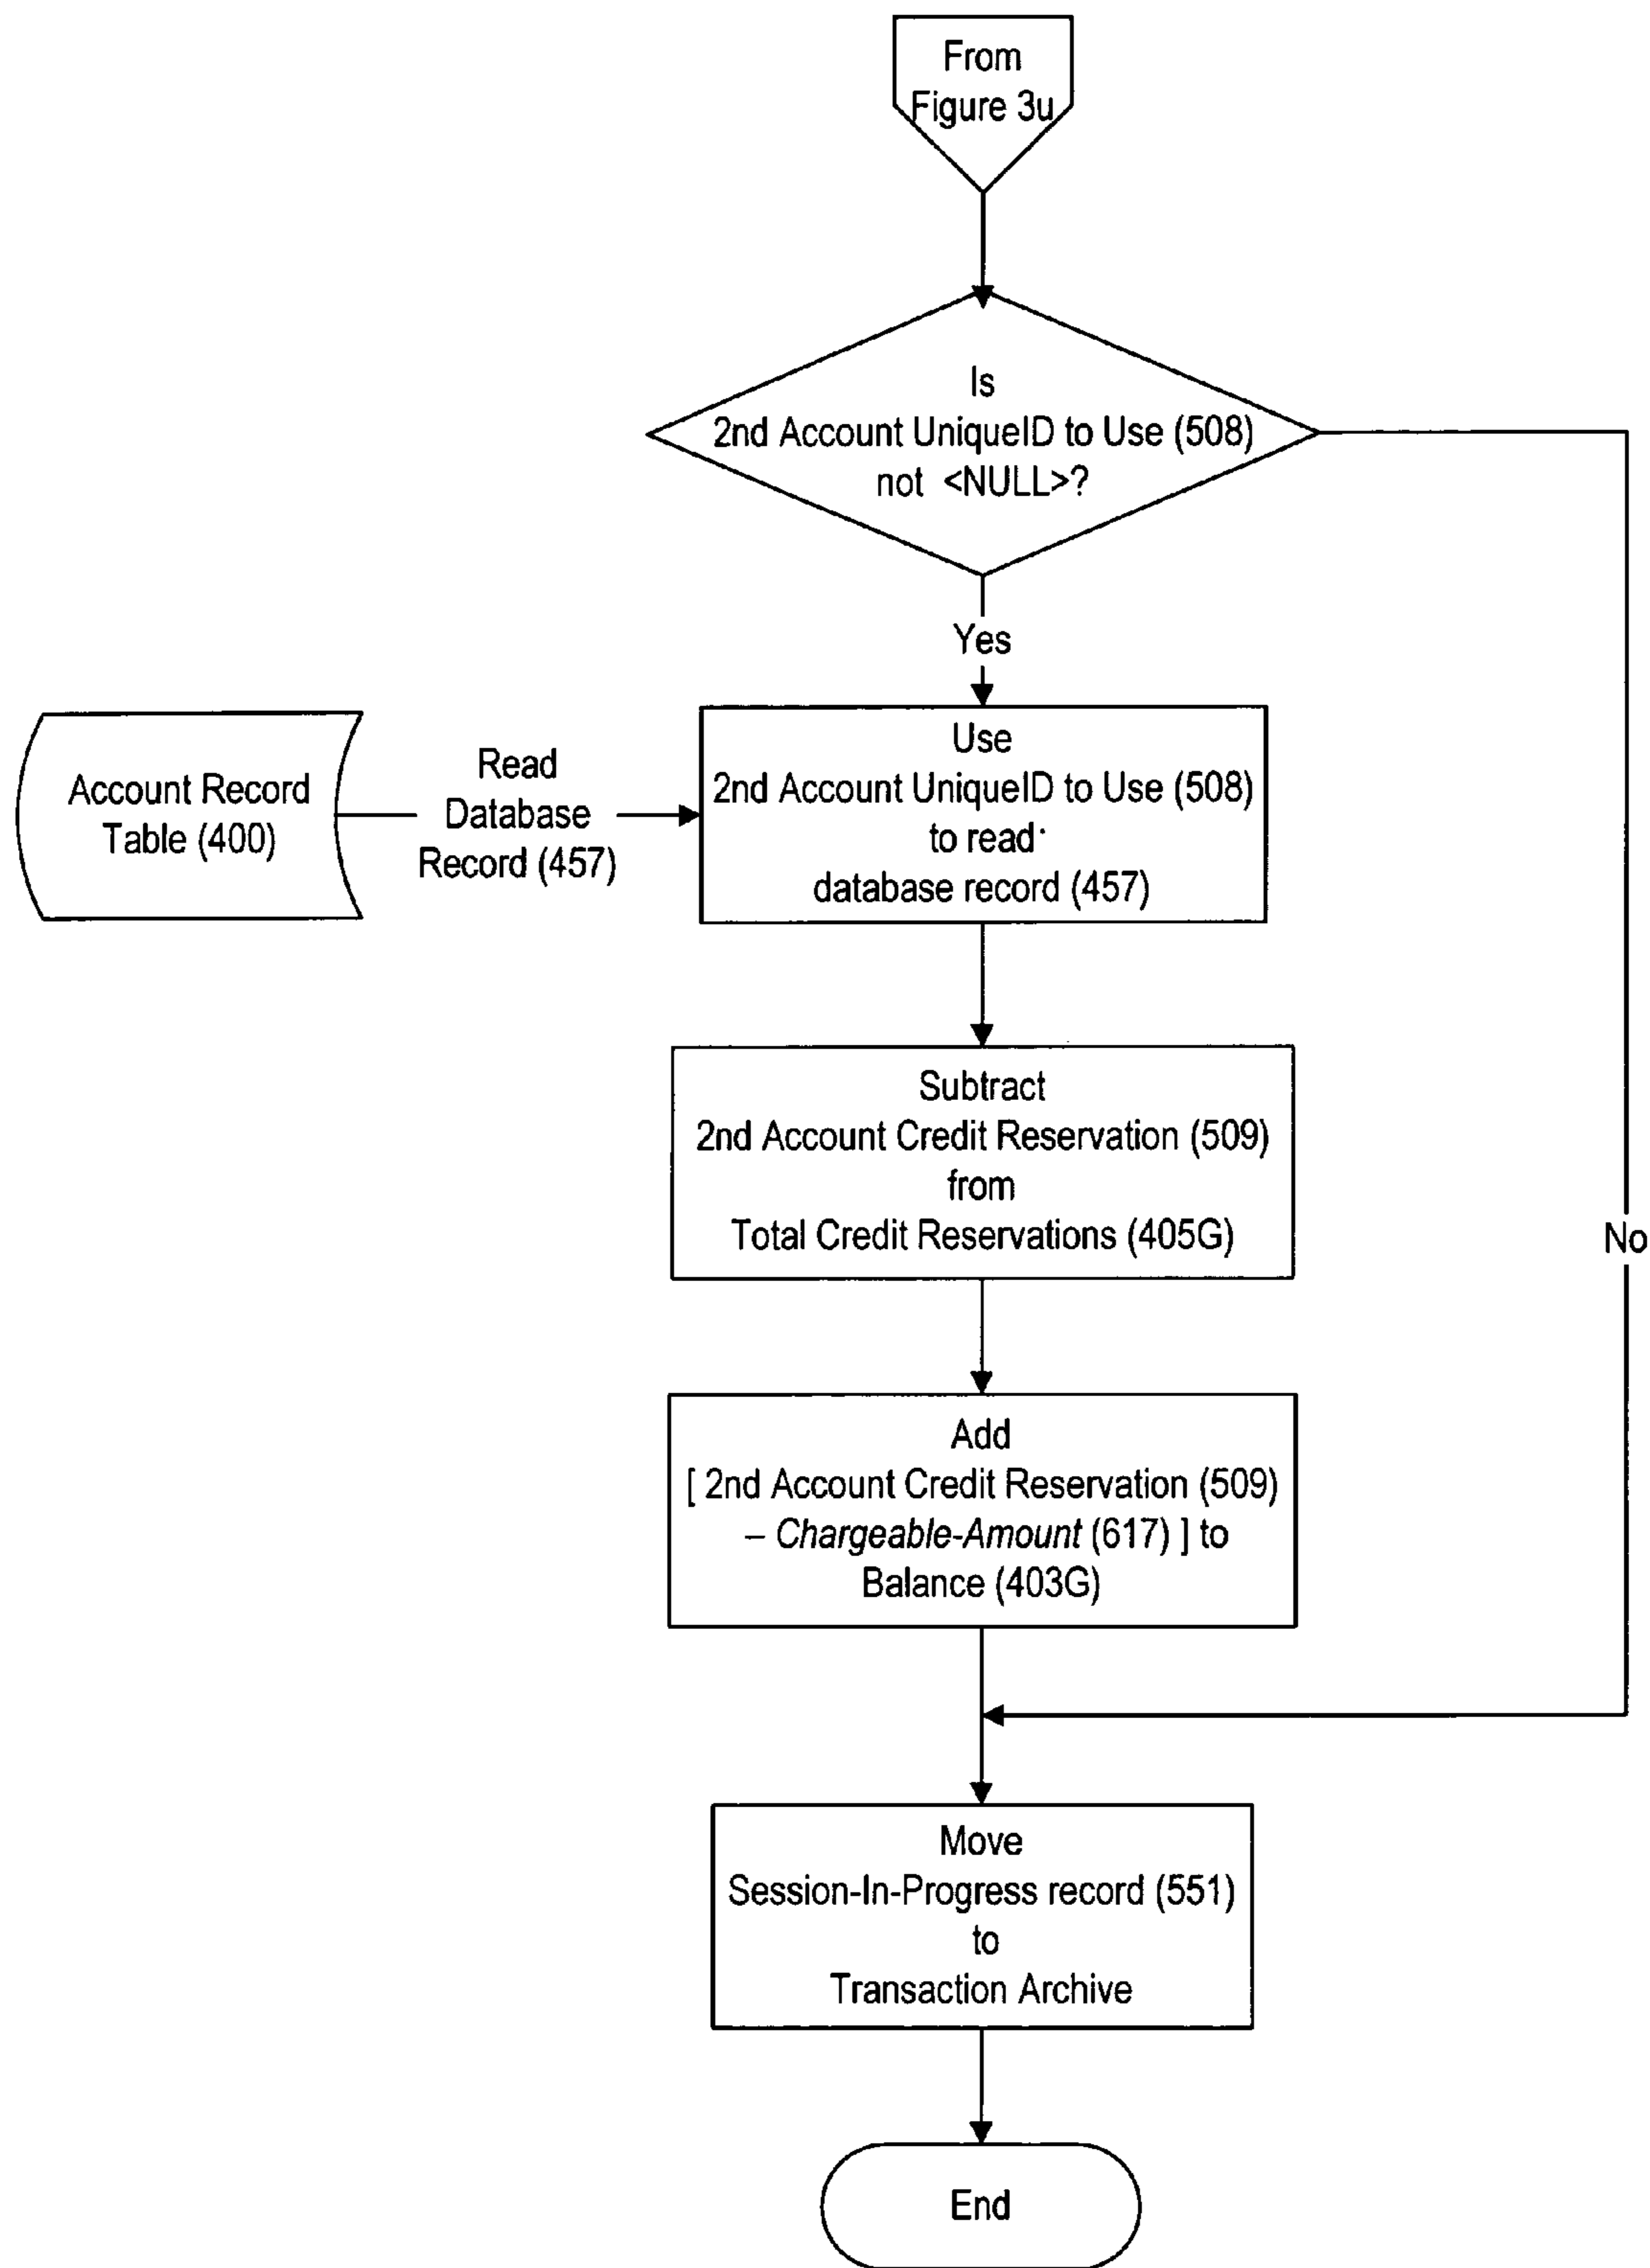 From
Figure 3u
Is
2nd Account UniqueID to Use (508)
not <NULL>?
Yes
Account Record
Table (400)
Read
Database
Record (457)
Use
2nd Account UniqueID to Use (508)
to read
database record (457)
Subtract
2nd Account Credit Reservation (509)
from
Total Credit Reservations (405G)
No
Add
[ 2nd Account Credit Reservation (509)
– Chargeable-Amount (617) ] to
Balance (403G)
Move
Session-In-Progress record (551)
to
Transaction Archive
End